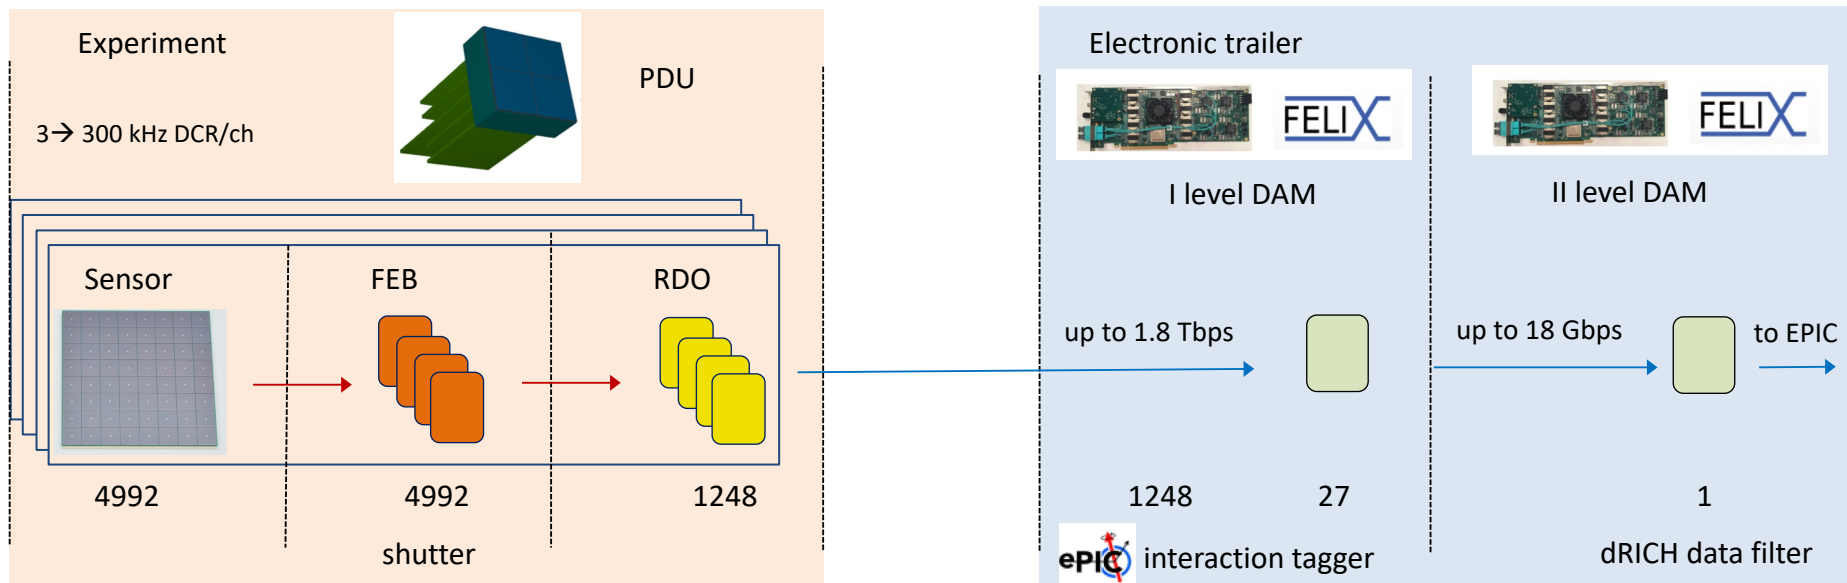 Experiment
PDU
3→ 300 kHz DCR/ch
Sensor
FEB
RDO
4992
4992
1248
shutter
Electronic trailer
FELIX
FELIX
I level DAM
II level DAM
up to 1.8 Tbps
up to 18 Gbps
to EPIC
1248
27
1
ePIC interaction tagger
dRICH data filter